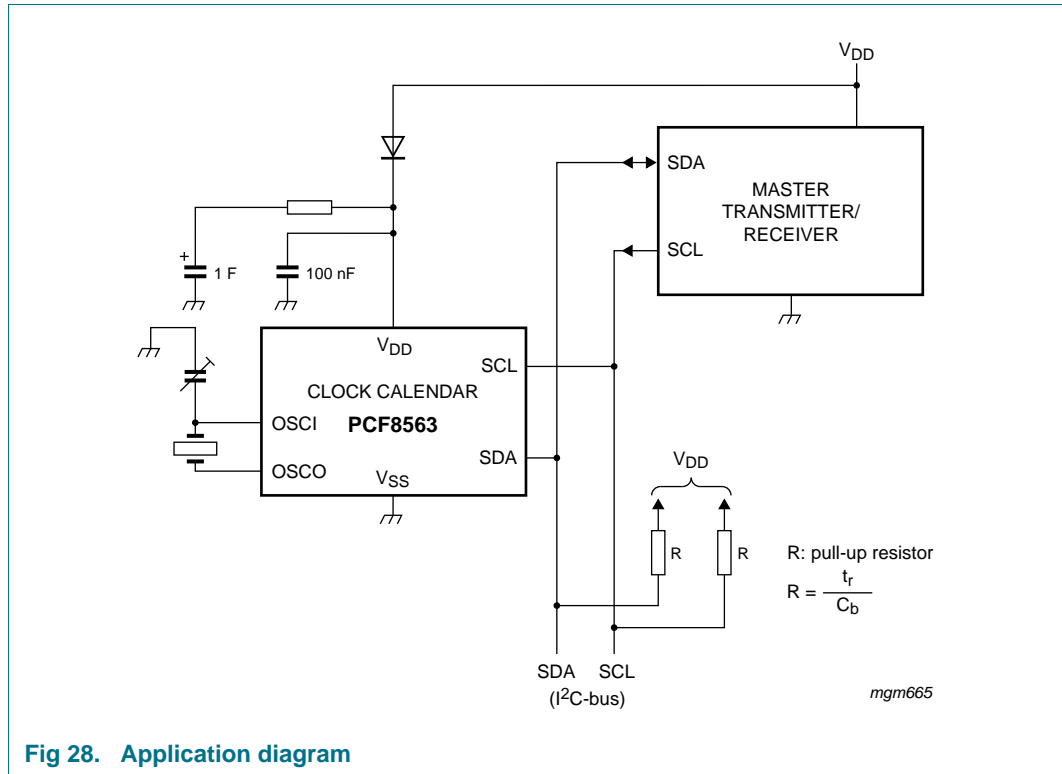 VDD
SDA
MASTER
TRANSMITTER/
RECEIVER
SCL
+
1 F
100 nF
VDD
SCL
CLOCK CALENDAR
PCF8563
OSCI
SDA
OSCO
VSS
VDD
R
R
R: pull-up resistor
R = tr / Cb
SDA SCL
(I2C-bus)
mgm665
Fig 28. Application diagram